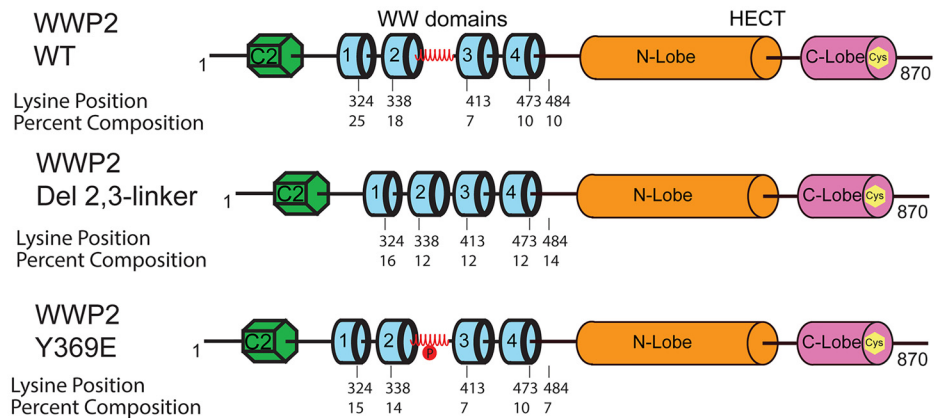 WWP2 WW domains HECT
WT C2 1 2 3 4 N-Lobe C-Lobe Cys
1 870
Lysine Position 324 338 413 473 484
Percent Composition 25 18 7 10 10
WWP2
Del 2,3-linker C2 1 2 3 4 N-Lobe C-Lobe Cys
1 870
Lysine Position 324 338 413 473 484
Percent Composition 16 12 12 12 14
WWP2
Y369E C2 1 2 3 4 N-Lobe C-Lobe Cys
1 P 870
Lysine Position 324 338 413 473 484
Percent Composition 15 14 7 10 7